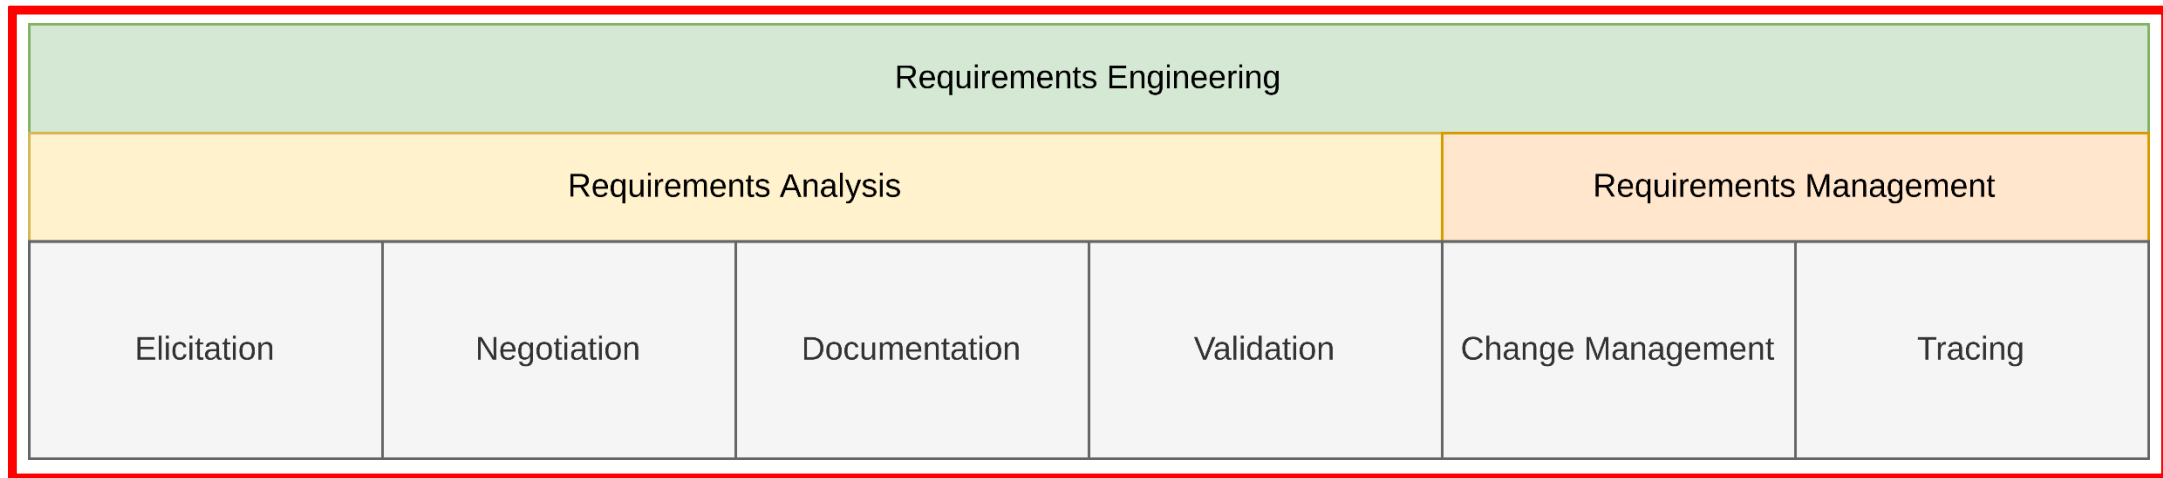 Requirements Engineering
Requirements Analysis
Requirements Management
Elicitation
Negotiation
Documentation
Validation
Change Management
Tracing